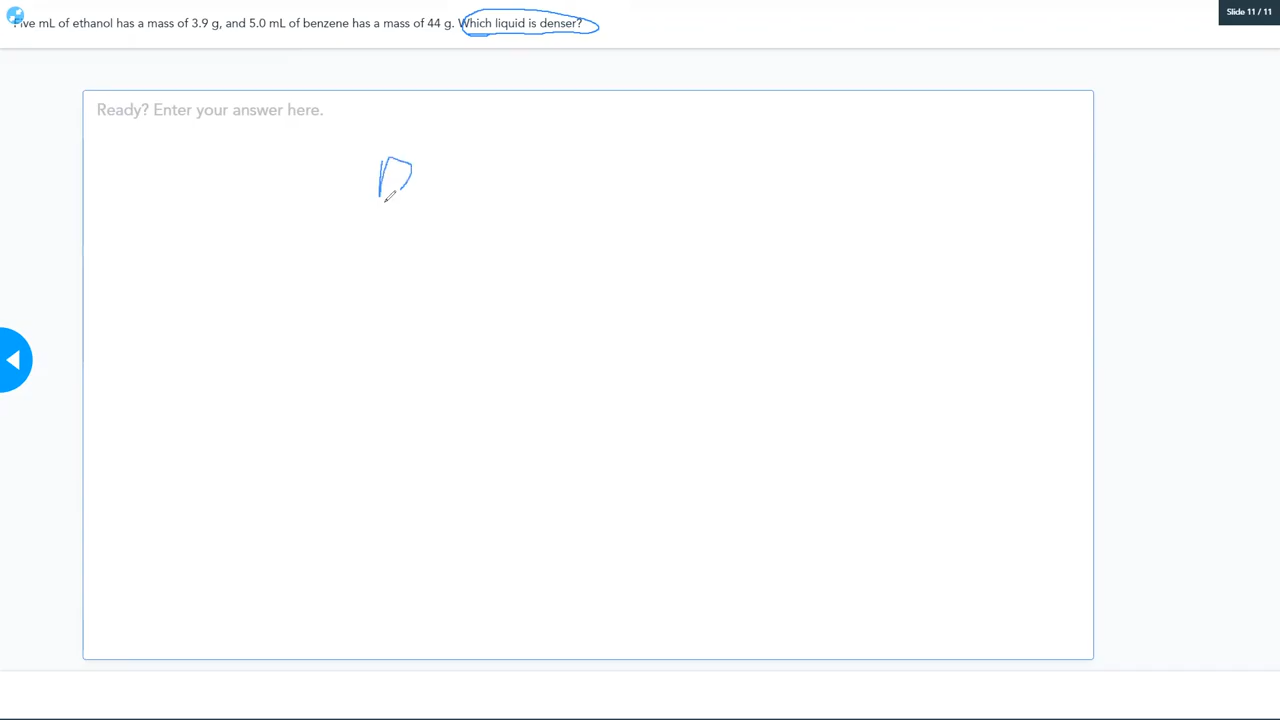 Five mL of ethanol has a mass of 3.9 g, and 5.0 mL of benzene has a mass of 44 g. Which liquid is denser?
Slide 11 / 11
Ready? Enter your answer here.
D